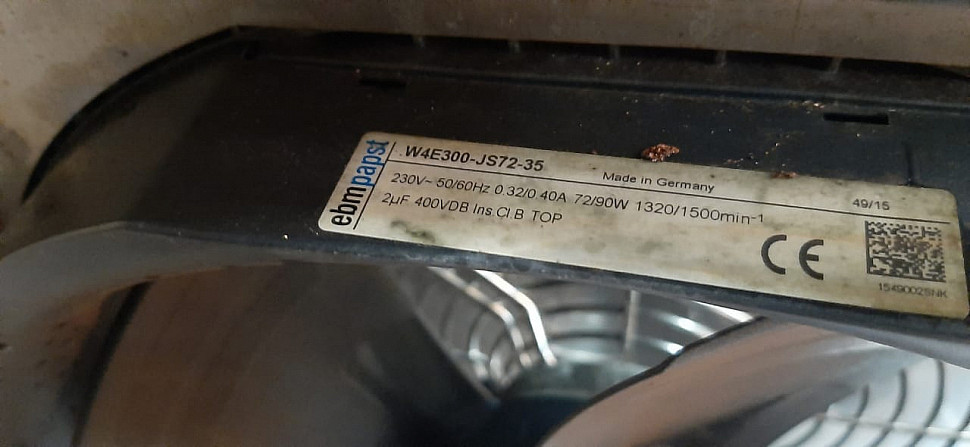 ebmpapst
W4E300-JS72-35
Made in Germany
230V~ 50/60Hz 0.32/0.40A 72/90W 1320/1500min-¹
49/15
2µF 400VDB Ins.Cl.B TOP
CE
1549002SNK